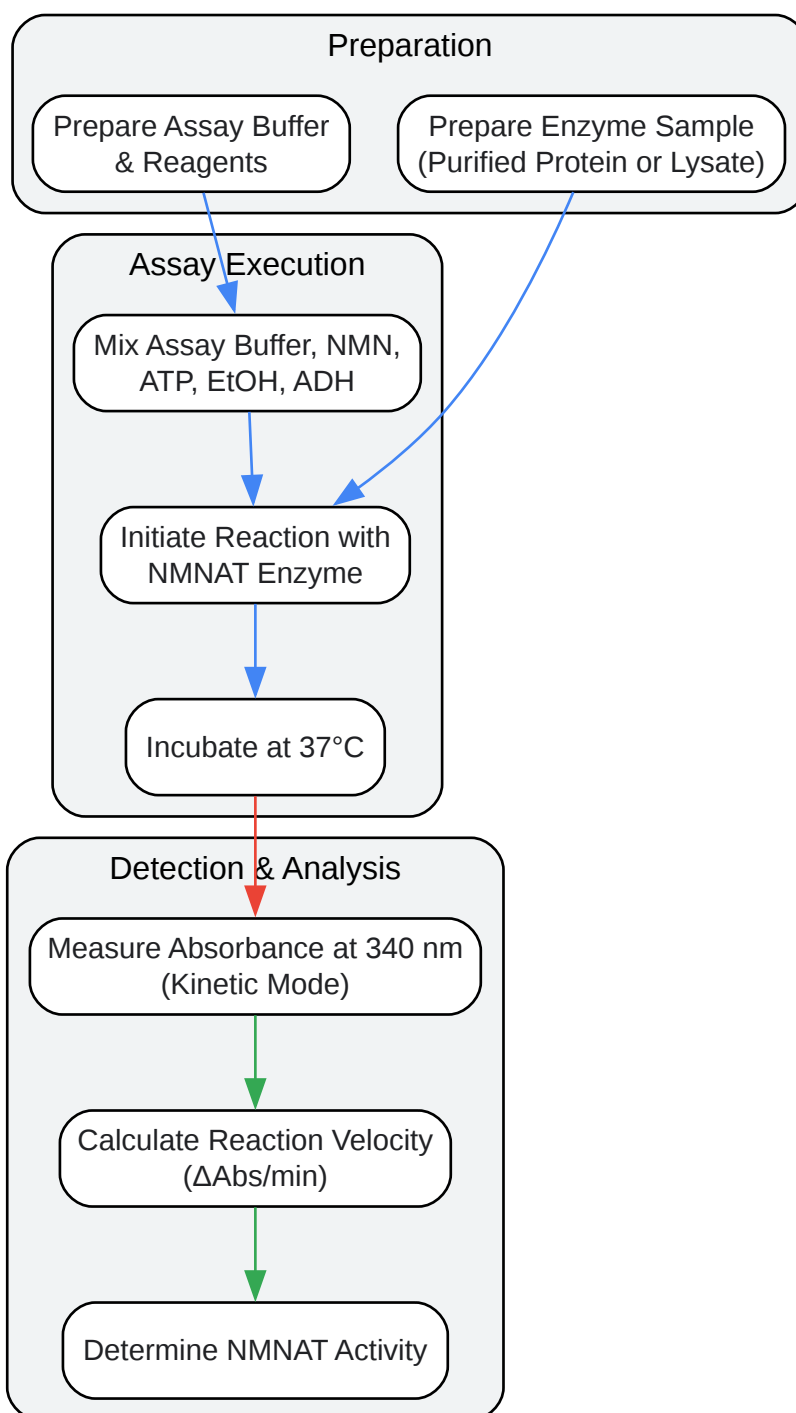 Preparation
Prepare Assay Buffer
& Reagents
Prepare Enzyme Sample
(Purified Protein or Lysate)
Assay Execution
Mix Assay Buffer, NMN,
ATP, EtOH, ADH
Initiate Reaction with
NMNAT Enzyme
Incubate at 37°C
Detection & Analysis
Measure Absorbance at 340 nm
(Kinetic Mode)
Calculate Reaction Velocity
(ΔAbs/min)
Determine NMNAT Activity